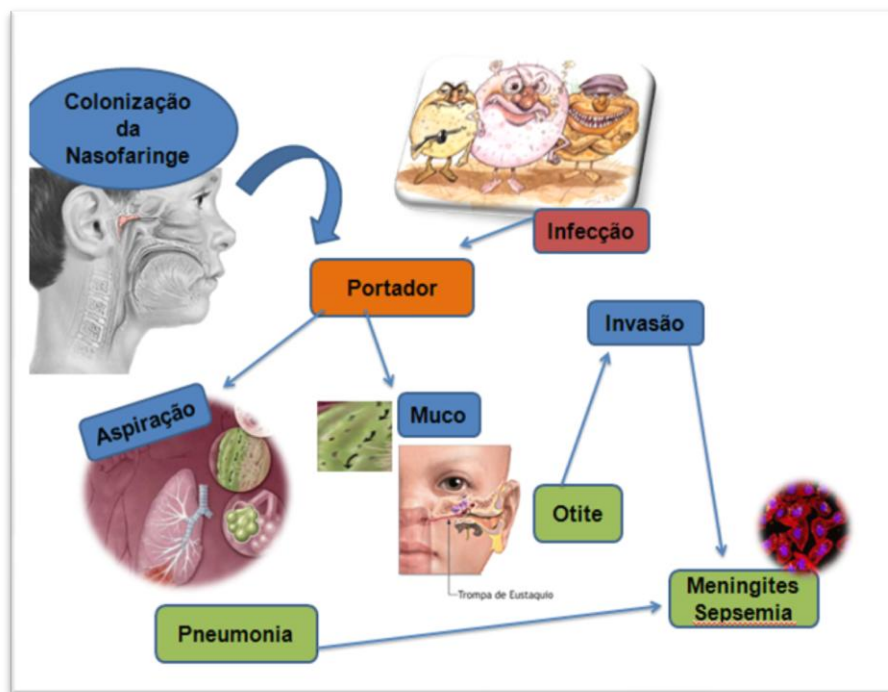 Colonização
da
Nasofaringe
Infecção
Portador
Invasão
Aspiração
Muco
Otite
Trompa de Eustaquio
Meningites
Sepsemia
Pneumonia